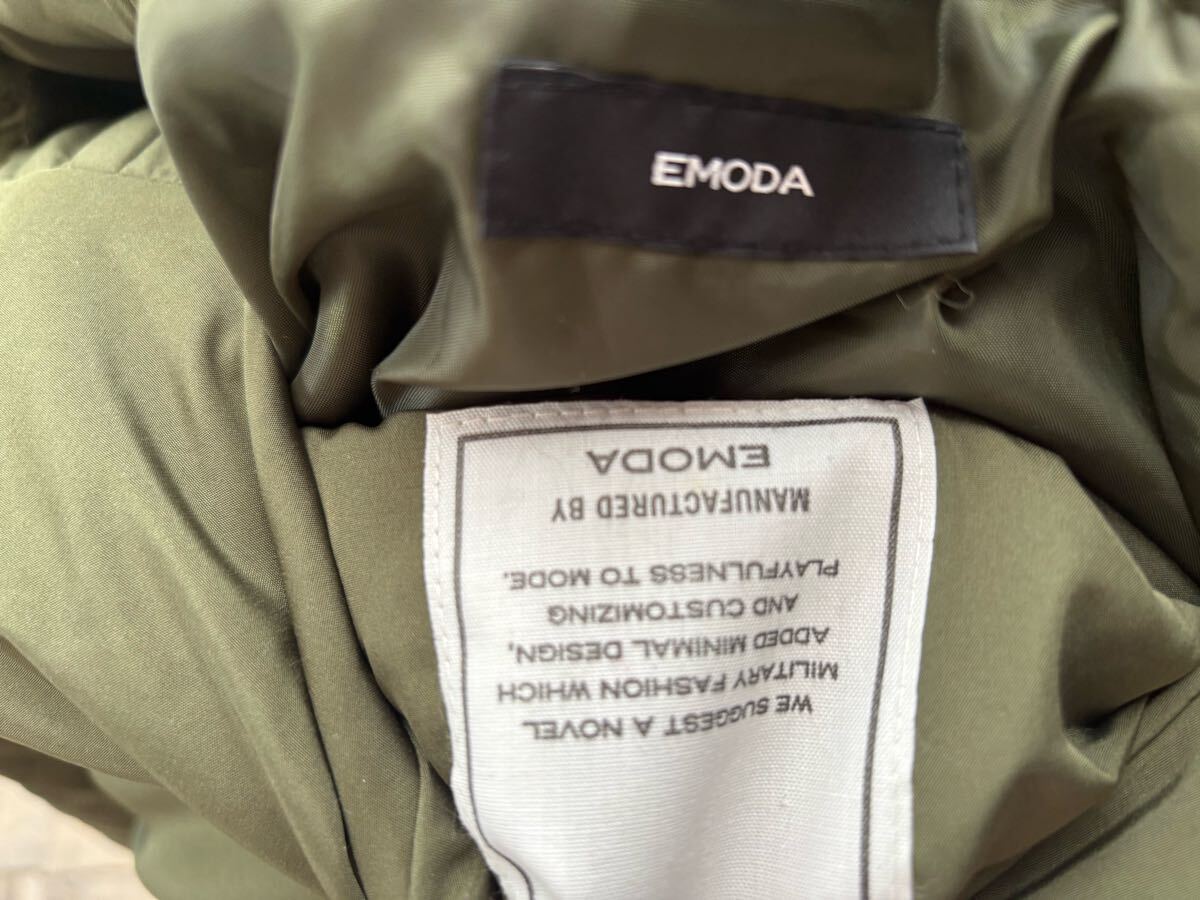 EMODA
WE SUGGEST A NOVEL
MILITARY FASHION WHICH
ADDED MINIMAL DESIGN,
AND CUSTOMIZING
PLAYFULNESS TO MODE.
MANUFACTURED BY
EMODA